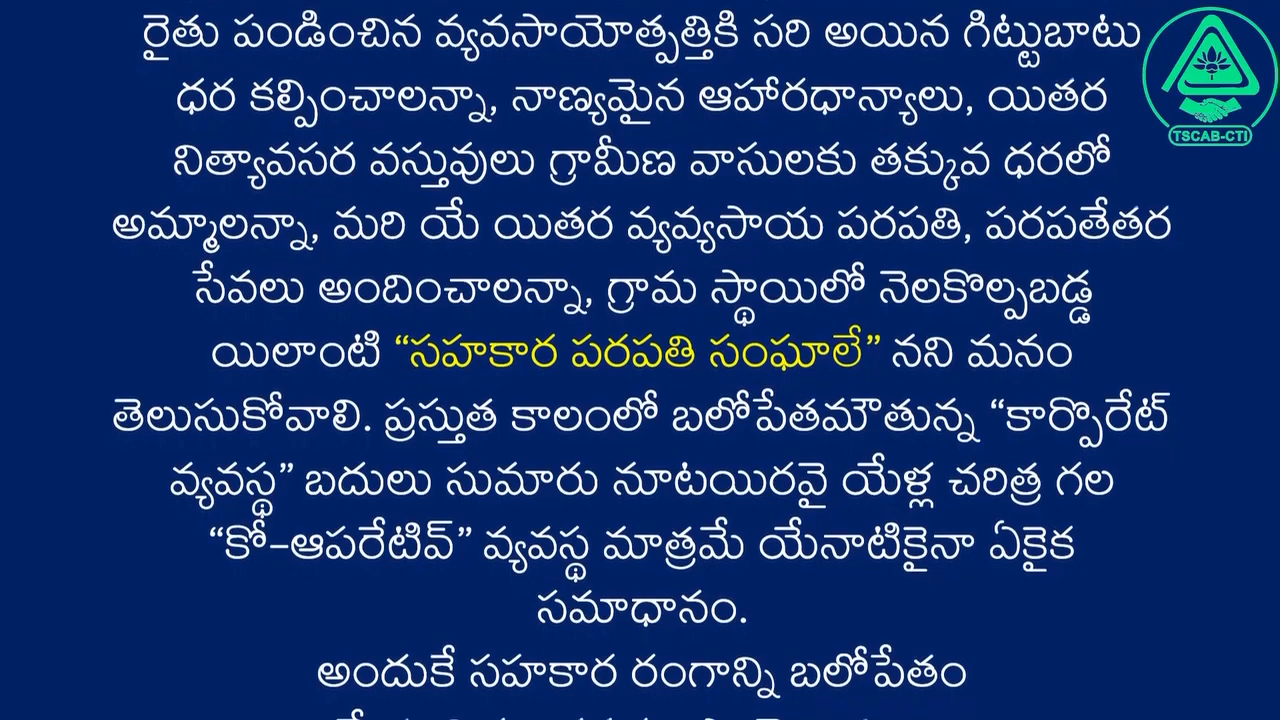 రైతు పండించిన వ్యవసాయోత్పత్తికి సరి అయిన గిట్టుబాటు
ధర కల్పించాలన్నా, నాణ్యమైన ఆహారధాన్యాలు, యితర
నిత్యావసర వస్తువులు గ్రామీణ వాసులకు తక్కువ ధరలో
అమ్మాలన్నా, మరి యే యితర వ్యవ్యసాయ పరపతి, పరపతేతర
సేవలు అందించాలన్నా, గ్రామ స్థాయిలో నెలకొల్పబడ్డ
యిలాంటి “సహకార పరపతి సంఘాలే” నని మనం
తెలుసుకోవాలి. ప్రస్తుత కాలంలో బలోపేతమౌతున్న “కార్పొరేట్
వ్యవస్థ” బదులు సుమారు నూటయిరవై యేళ్ల చరిత్ర గల
“కో-ఆపరేటివ్” వ్యవస్థ మాత్రమే యేనాటికైనా ఏకైక
సమాధానం.
అందుకే సహకార రంగాన్ని బలోపేతం
TSCAB-CTI